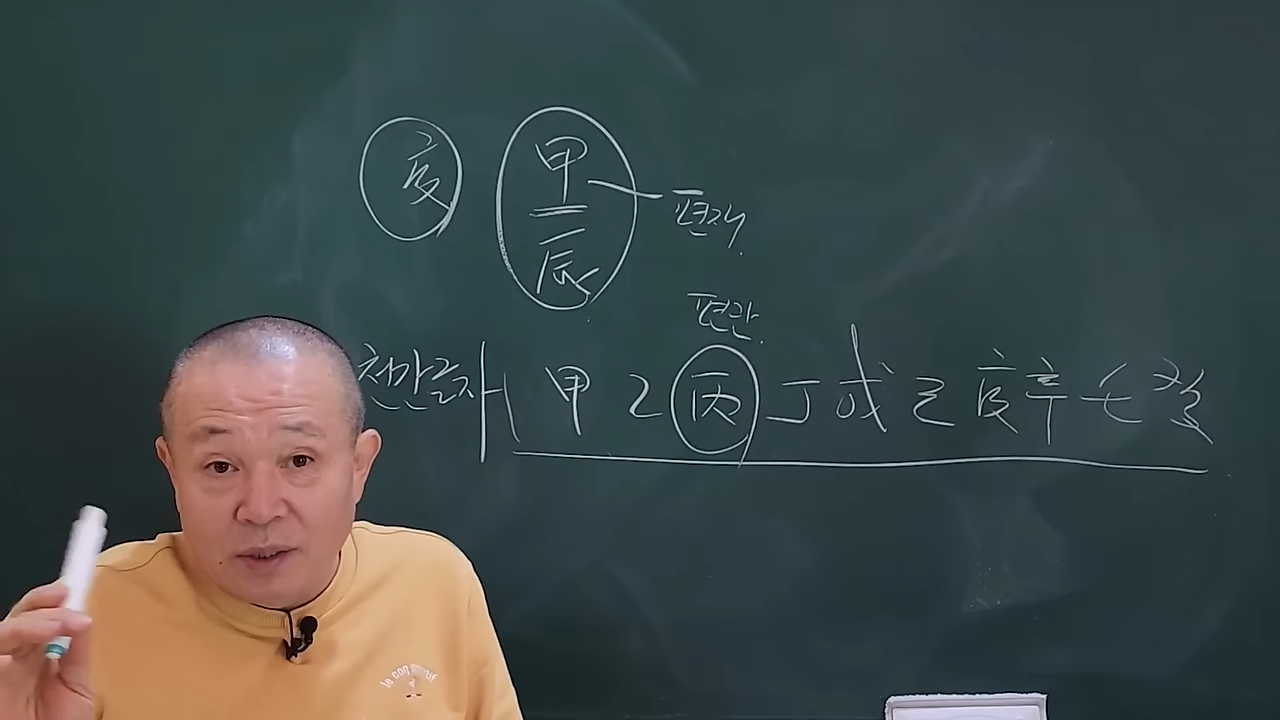 庚 甲 편재
辰
편관
천간글자 甲 乙 丙 丁 戊 己 庚 辛 壬 癸